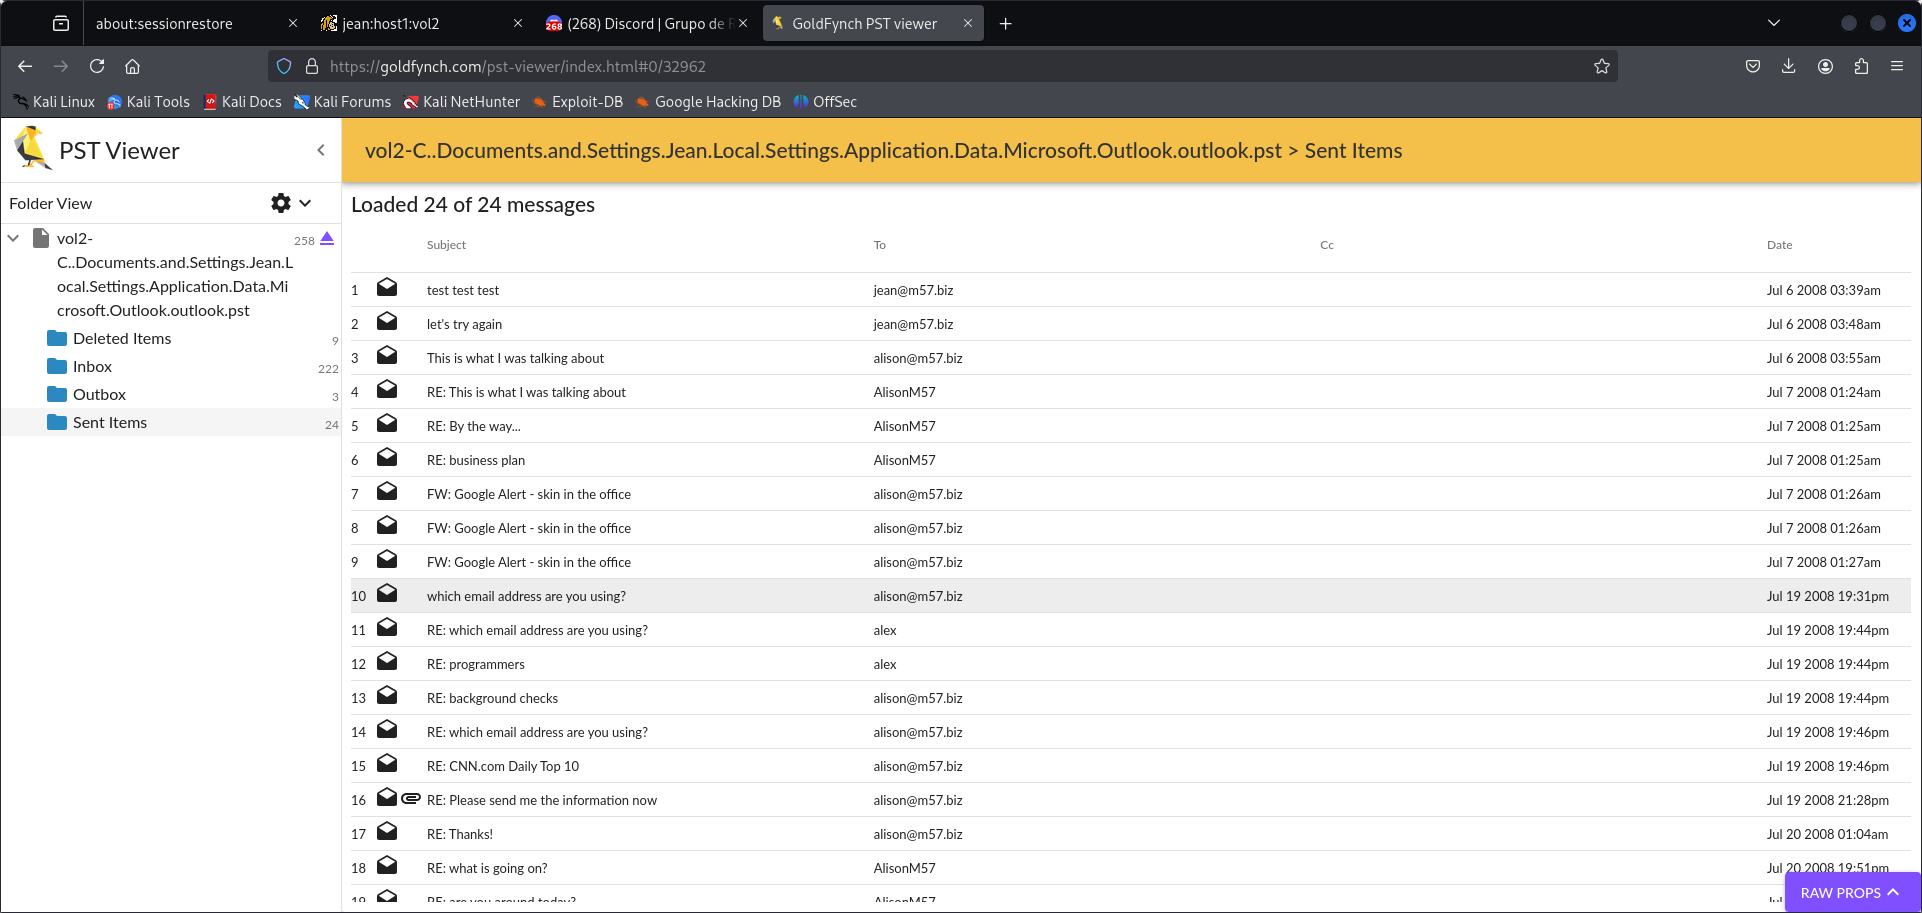 about:sessionrestore
jean:host1:vol2
268 (268) Discord | Grupo de
GoldFynch PST viewer
https://goldfynch.com/pst-viewer/index.html#0/32962
Kali Linux Kali Tools Kali Docs Kali Forums Kali NetHunter Exploit-DB Google Hacking DB OffSec
PST Viewer
Folder View
vol2- 258
C..Documents.and.Settings.Jean.L
ocal.Settings.Application.Data.Mi
crosoft.Outlook.outlook.pst
Deleted Items 9
Inbox 222
Outbox 3
Sent Items 24
vol2-C..Documents.and.Settings.Jean.Local.Settings.Application.Data.Microsoft.Outlook.outlook.pst > Sent Items
Loaded 24 of 24 messages
Subject To Cc Date
1 test test test jean@m57.biz Jul 6 2008 03:39am
2 let's try again jean@m57.biz Jul 6 2008 03:48am
3 This is what I was talking about alison@m57.biz Jul 6 2008 03:55am
4 RE: This is what I was talking about AlisonM57 Jul 7 2008 01:24am
5 RE: By the way... AlisonM57 Jul 7 2008 01:25am
6 RE: business plan AlisonM57 Jul 7 2008 01:25am
7 FW: Google Alert - skin in the office alison@m57.biz Jul 7 2008 01:26am
8 FW: Google Alert - skin in the office alison@m57.biz Jul 7 2008 01:26am
9 FW: Google Alert - skin in the office alison@m57.biz Jul 7 2008 01:27am
10 which email address are you using? alison@m57.biz Jul 19 2008 19:31pm
11 RE: which email address are you using? alex Jul 19 2008 19:44pm
12 RE: programmers alex Jul 19 2008 19:44pm
13 RE: background checks alison@m57.biz Jul 19 2008 19:44pm
14 RE: which email address are you using? alison@m57.biz Jul 19 2008 19:46pm
15 RE: CNN.com Daily Top 10 alison@m57.biz Jul 19 2008 19:46pm
16 RE: Please send me the information now alison@m57.biz Jul 19 2008 21:28pm
17 RE: Thanks! alison@m57.biz Jul 20 2008 01:04am
18 RE: what is going on? AlisonM57 Jul 20 2008 19:51pm
19 RE: are you around today? AlisonM57 Jul
RAW PROPS